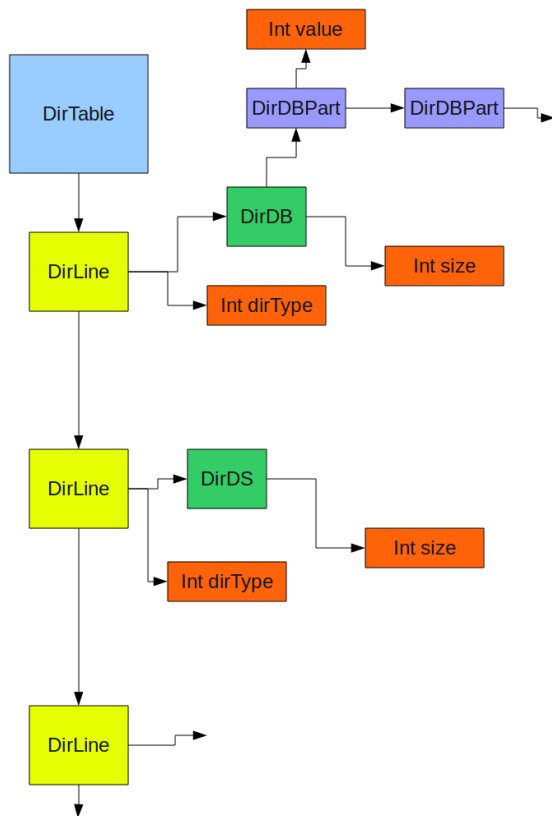 Int value
DirTable
DirDBPart
DirDBPart
DirDB
DirLine
Int size
Int dirType
DirLine
DirDS
Int size
Int dirType
DirLine